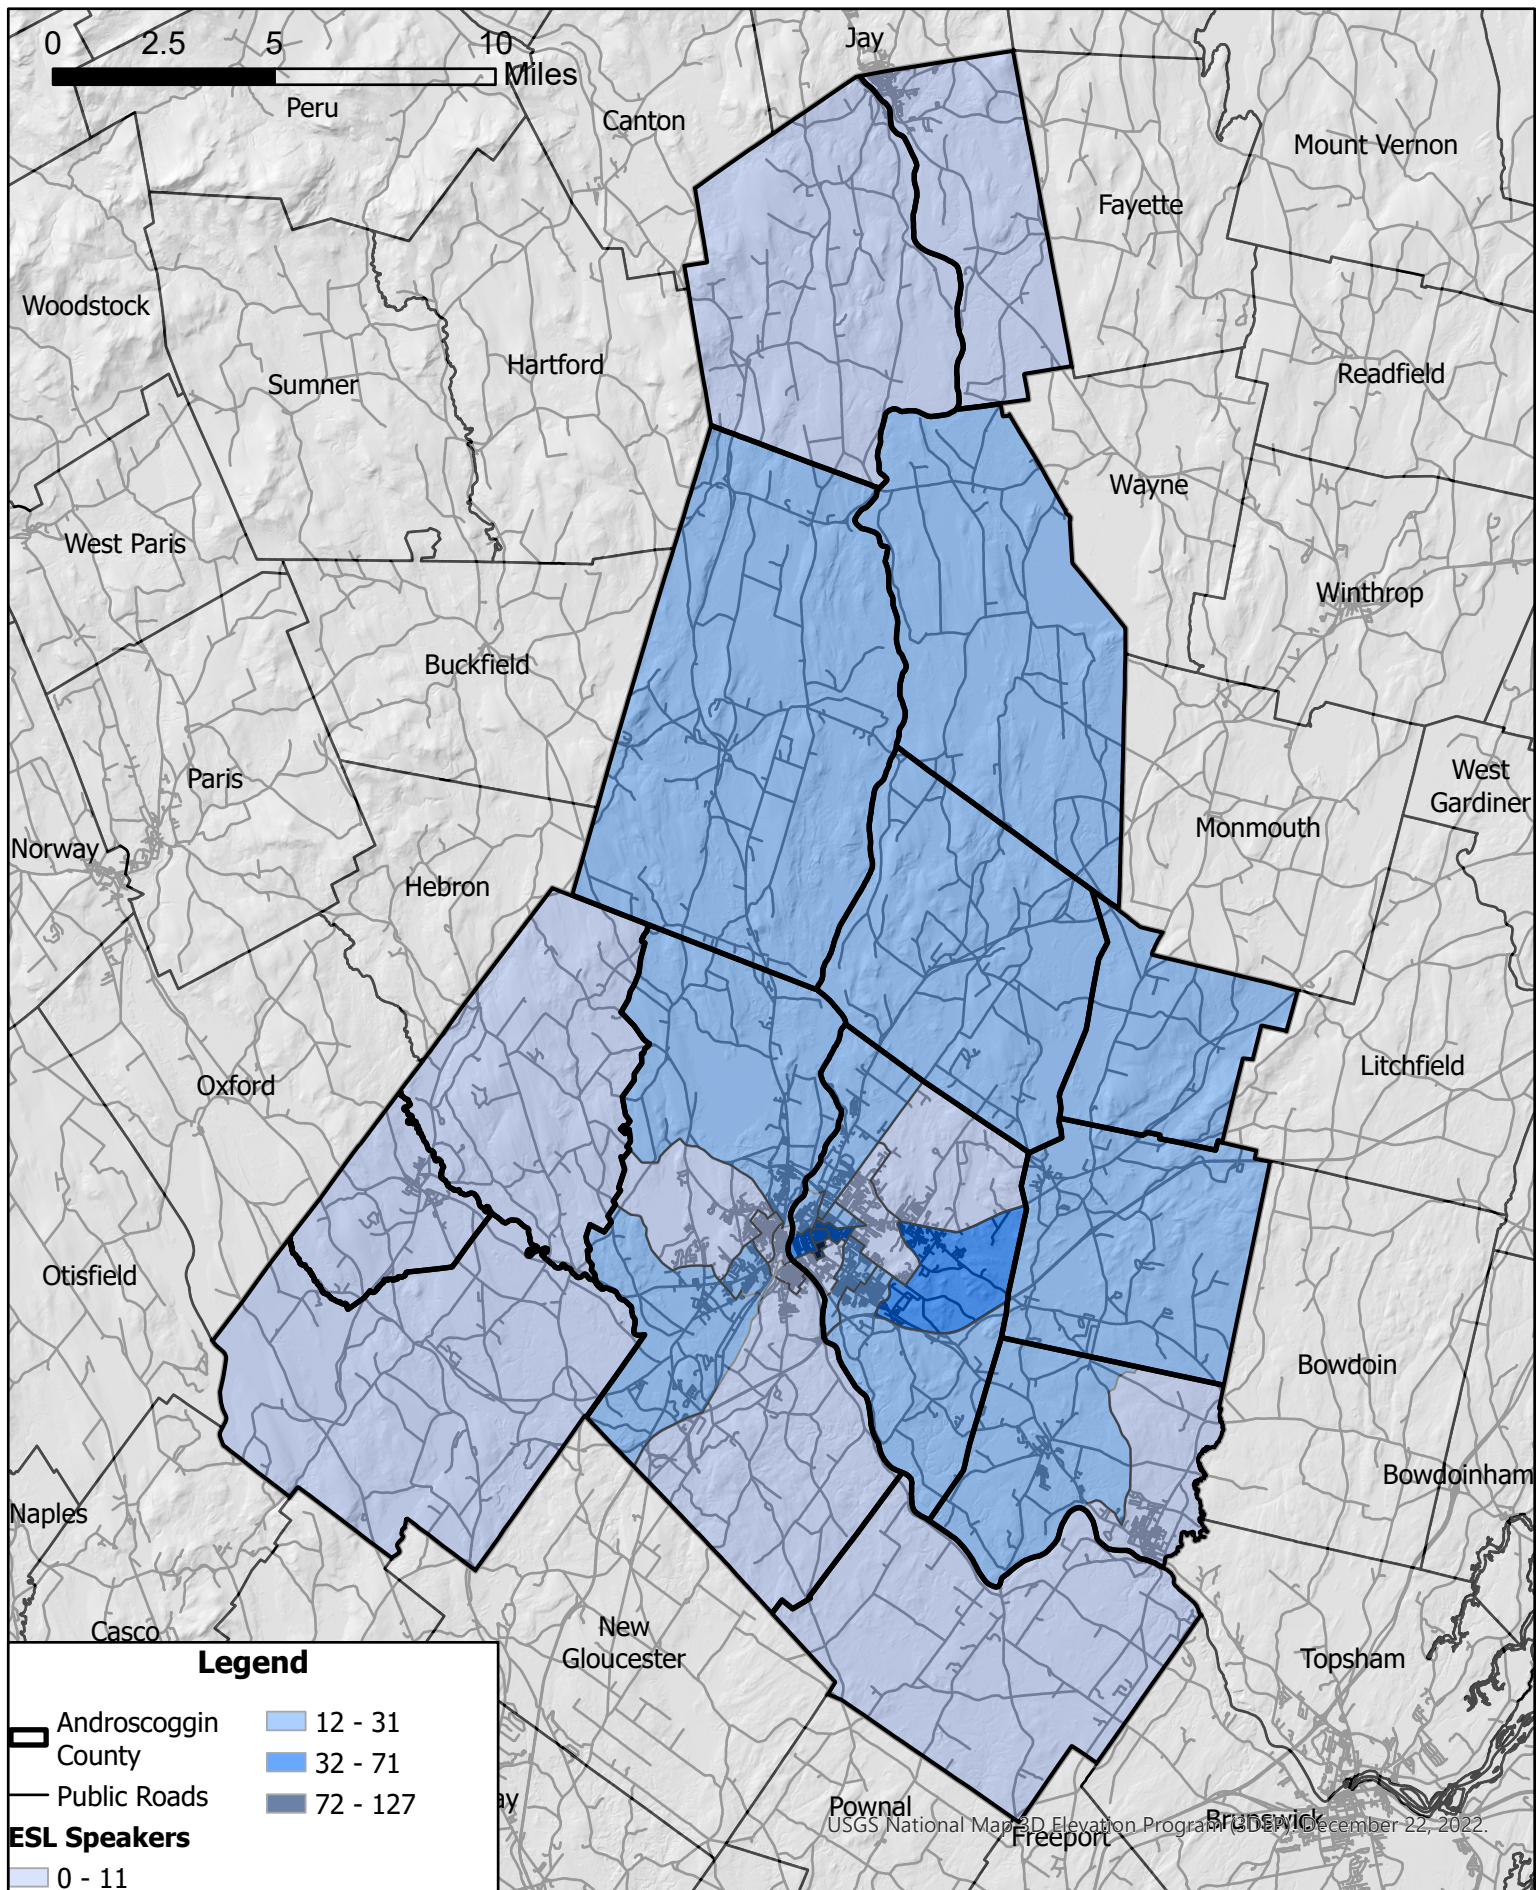 0 2.5 5 10
Miles
Jay
Peru
Canton
Mount Vernon
Fayette
Woodstock
Hartford
Sumner
Readfield
Wayne
West Paris
Winthrop
Buckfield
Paris
West
Gardiner
Monmouth
Norway
Hebron
Litchfield
Oxford
Otisfield
Bowdoin
Bowdoinham
Naples
Casco
New
Gloucester
Topsham
Legend
Androscoggin
County
Public Roads
ESL Speakers
0 - 11
12 - 31
32 - 71
72 - 127
ay
Pownal
Brunswick
USGS National Map 3D Elevation Program (3DEP). December 22, 2022.
Freeport